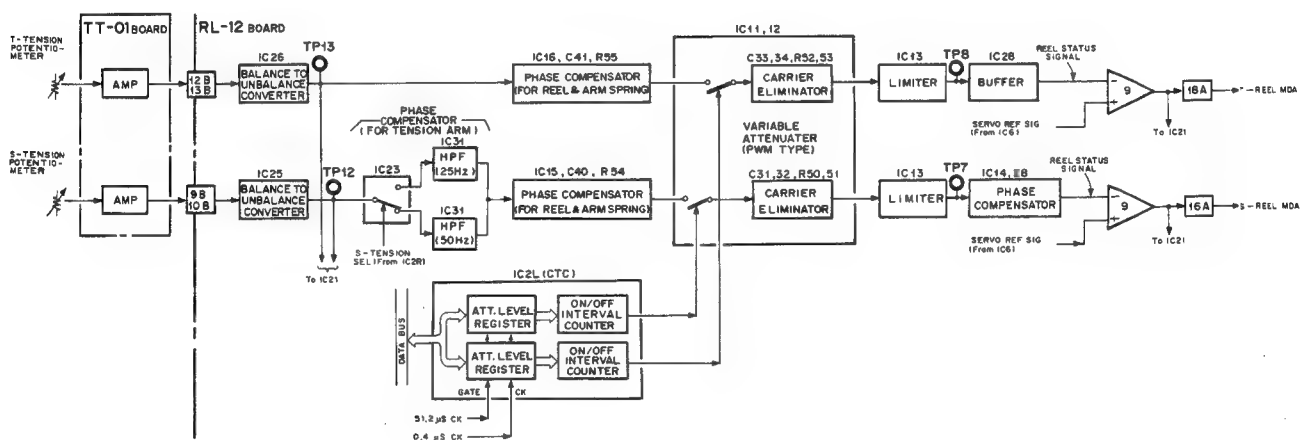 TT-01 BOARD
RL-12 BOARD
T-TENSION
POTENTIO-
METER
AMP
12B
13B
IC26
BALANCE TO
UNBALANCE
CONVERTER
TP13
IC16, C41, R55
PHASE COMPENSATOR
(FOR REEL & ARM SPRING)
IC11, 12
C33, 34, R52, 53
CARRIER
ELIMINATOR
IC13
LIMITER
TP8
IC28
BUFFER
REEL STATUS
SIGNAL
-
+
9
SERVO REF SIG
(From IC6)
To IC21
18A
T-REEL MDA
VARIABLE
ATTENUATER
(PWM TYPE)
PHASE
COMPENSATOR
(FOR TENSION ARM)
IC31
HPF
(25Hz)
S-TENSION
POTENTIO-
METER
AMP
9B
10B
IC25
BALANCE TO
UNBALANCE
CONVERTER
TP12
IC23
IC31
HPF
(50Hz)
S-TENSION
SEL (From IC2R)
To IC21
IC15, C40, R54
PHASE COMPENSATOR
(FOR REEL & ARM SPRING)
C31, 32, R50, 51
CARRIER
ELIMINATOR
IC13
LIMITER
TP7
IC14, E8
PHASE
COMPENSATOR
REEL STATUS
SIGNAL
-
+
9
SERVO REF SIG
(From IC6)
To IC21
16A
S-REEL MDA
IC2L (CTC)
DATA BUS
ATT. LEVEL
REGISTER
ON/OFF
INTERVAL
COUNTER
ATT. LEVEL
REGISTER
ON/OFF
INTERVAL
COUNTER
GATE
CK
51.2 µS CK
0.4 µS CK